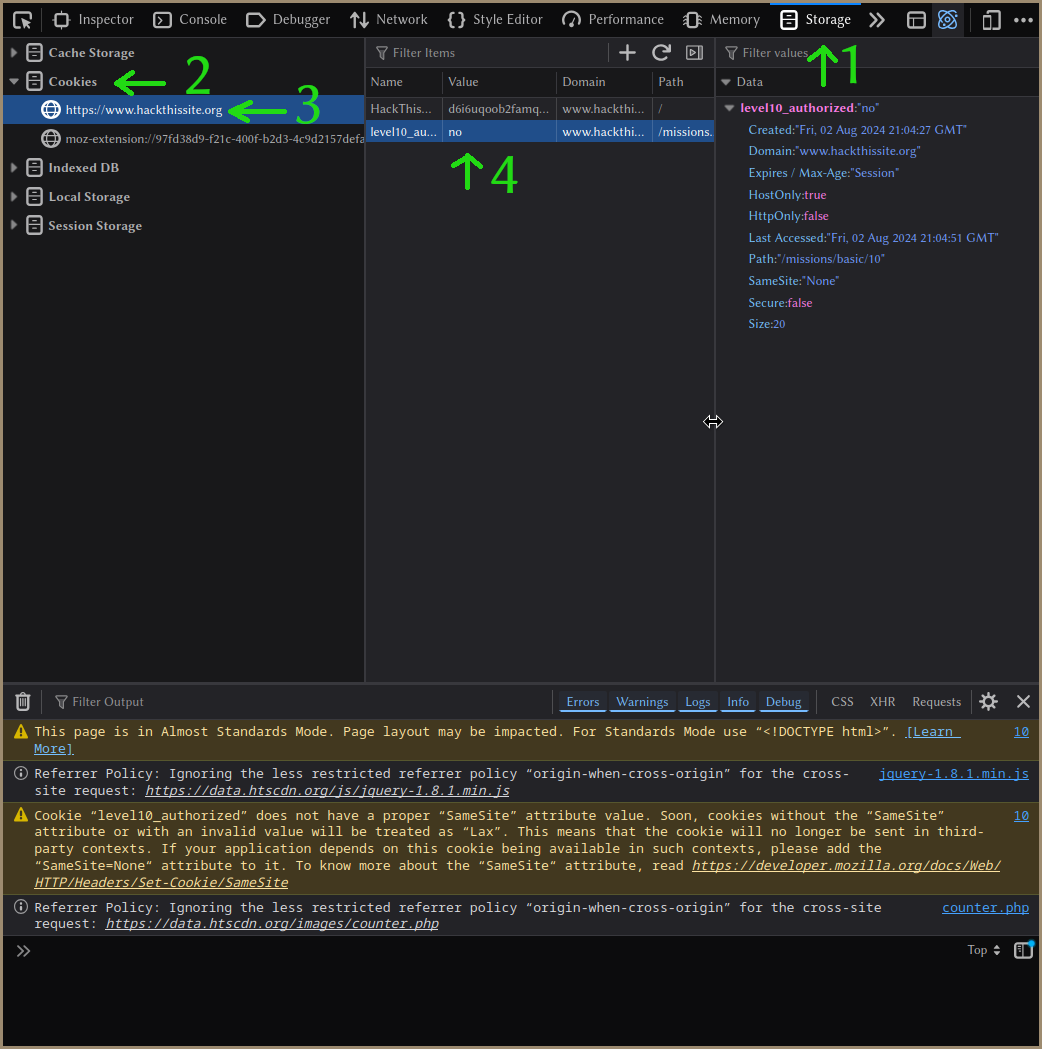 Inspector Console Debugger Network Style Editor Performance Memory Storage
Cache Storage
Cookies
2
https://www.hackthissite.org
3
moz-extension://97fd38d9-f21c-400f-b2d3-4c9d2157defa
Indexed DB
Local Storage
Session Storage
Filter Items
Name Value Domain Path
HackThis... d6i6uqoob2famq... www.hackthi... /
level10_au... no www.hackthi... /missions.
4
Filter values
1
Data
level10_authorized:"no"
Created:"Fri, 02 Aug 2024 21:04:27 GMT"
Domain:"www.hackthissite.org"
Expires / Max-Age:"Session"
HostOnly:true
HttpOnly:false
Last Accessed:"Fri, 02 Aug 2024 21:04:51 GMT"
Path:"/missions/basic/10"
SameSite:"None"
Secure:false
Size:20
Filter Output Errors Warnings Logs Info Debug CSS XHR Requests
This page is in Almost Standards Mode. Page layout may be impacted. For Standards Mode use “<!DOCTYPE html>”. [Learn 10
More]
Referrer Policy: Ignoring the less restricted referrer policy “origin-when-cross-origin” for the cross- jquery-1.8.1.min.js
site request: https://data.htscdn.org/js/jquery-1.8.1.min.js
Cookie “level10_authorized” does not have a proper “SameSite” attribute value. Soon, cookies without the “SameSite” 10
attribute or with an invalid value will be treated as “Lax”. This means that the cookie will no longer be sent in third-
party contexts. If your application depends on this cookie being available in such contexts, please add the
“SameSite=None“ attribute to it. To know more about the “SameSite“ attribute, read https://developer.mozilla.org/docs/Web/
HTTP/Headers/Set-Cookie/SameSite
Referrer Policy: Ignoring the less restricted referrer policy “origin-when-cross-origin” for the cross-site counter.php
request: https://data.htscdn.org/images/counter.php
Top